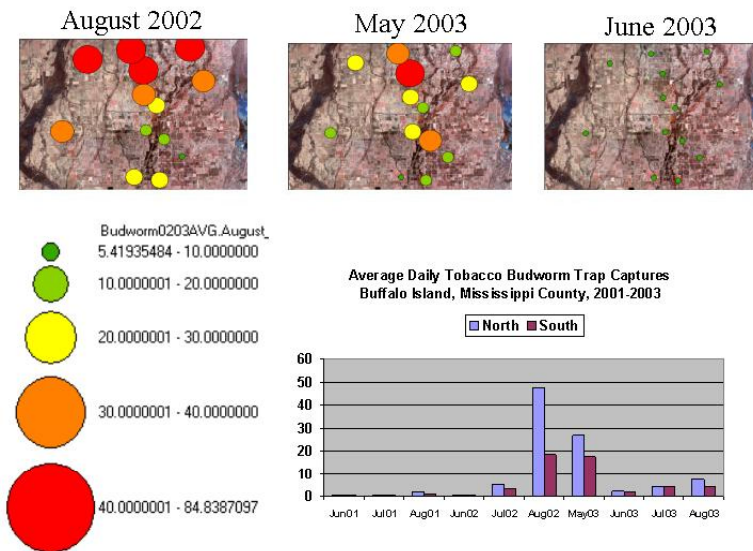 August 2002
May 2003
June 2003
Budworm0203AVG.August_
5.41935484 - 10.0000000
10.0000001 - 20.0000000
20.0000001 - 30.0000000
30.0000001 - 40.0000000
40.0000001 - 84.8387097
Average Daily Tobacco Budworm Trap Captures
Buffalo Island, Mississippi County, 2001-2003
North South
60
50
40
30
20
10
0
Jun01 Jul01 Aug01 Jun02 Jul02 Aug02 May03 Jun03 Jul03 Aug03